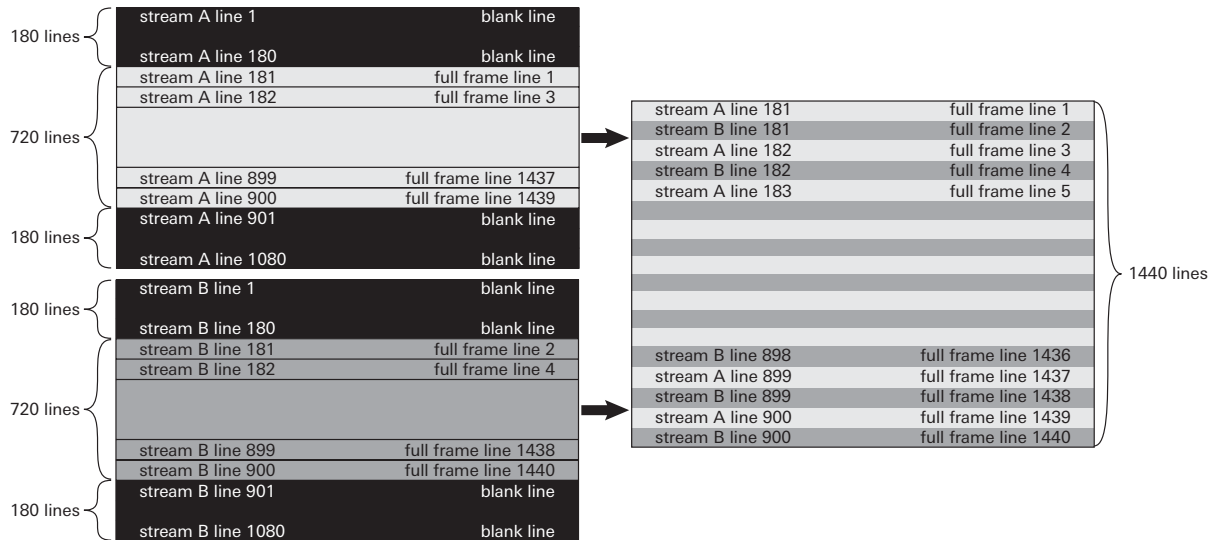 180 lines
stream A line 1 blank line
stream A line 180 blank line
720 lines
stream A line 181 full frame line 1
stream A line 182 full frame line 3
stream A line 899 full frame line 1437
stream A line 900 full frame line 1439
180 lines
stream A line 901 blank line
stream A line 1080 blank line
180 lines
stream B line 1 blank line
stream B line 180 blank line
720 lines
stream B line 181 full frame line 2
stream B line 182 full frame line 4
stream B line 899 full frame line 1438
stream B line 900 full frame line 1440
180 lines
stream B line 901 blank line
stream B line 1080 blank line
stream A line 181 full frame line 1
stream B line 181 full frame line 2
stream A line 182 full frame line 3
stream B line 182 full frame line 4
stream A line 183 full frame line 5
1440 lines
stream B line 898 full frame line 1436
stream A line 899 full frame line 1437
stream B line 899 full frame line 1438
stream A line 900 full frame line 1439
stream B line 900 full frame line 1440